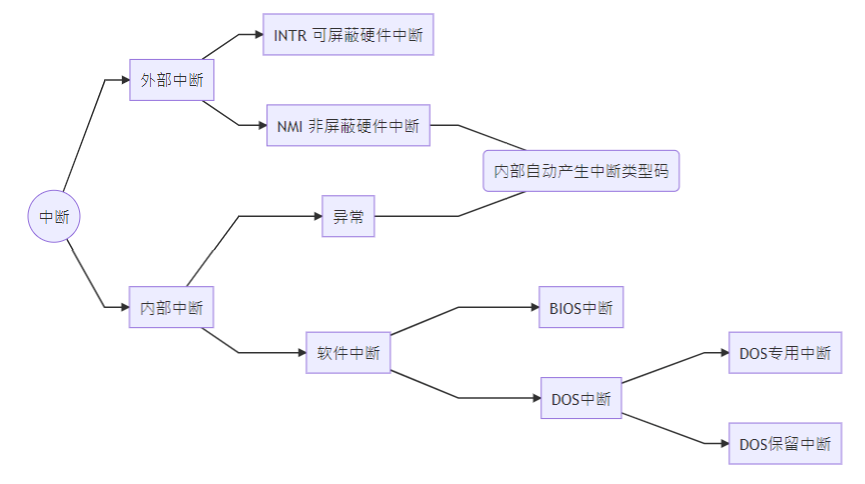 INTR 可屏蔽硬件中断
外部中断
NMI 非屏蔽硬件中断
内部自动产生中断类型码
中断
异常
内部中断
BIOS中断
软件中断
DOS专用中断
DOS中断
DOS保留中断